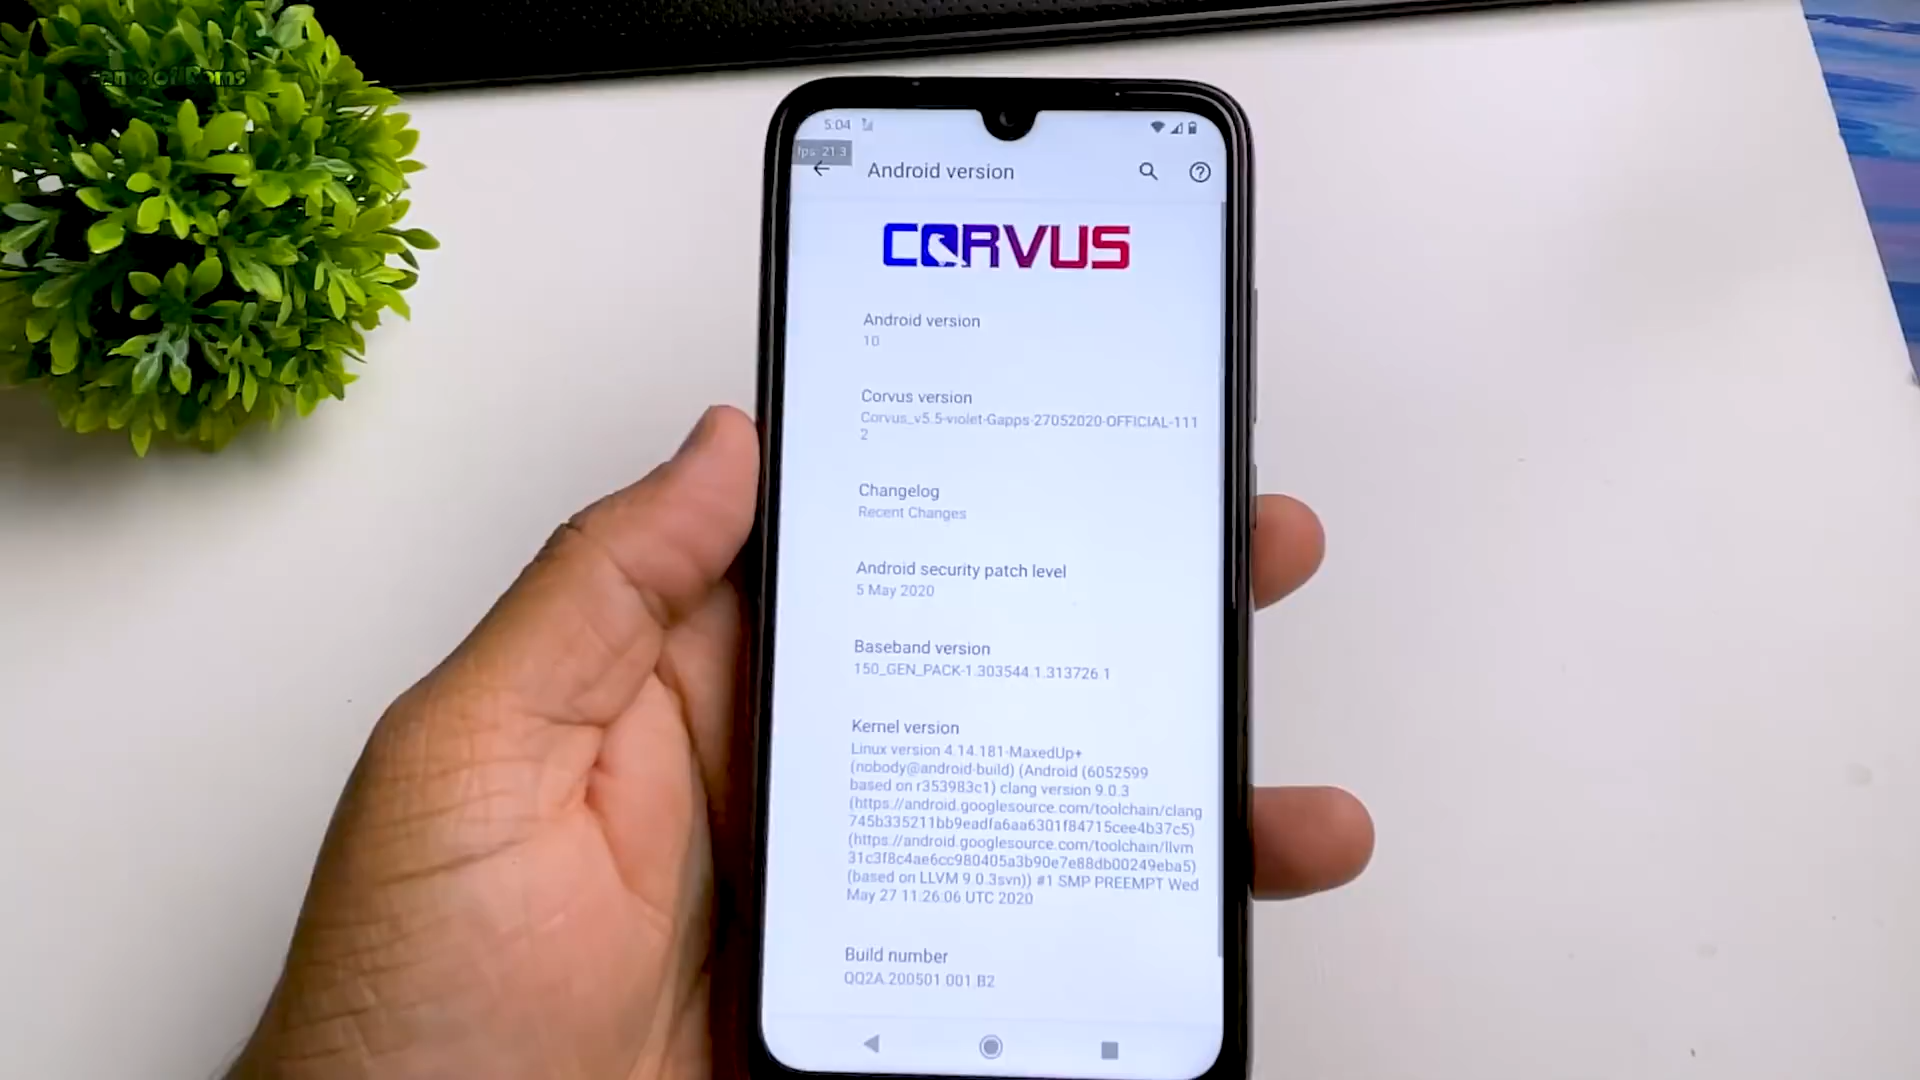 ame of Roms
5:04
fps: 21.3
Android version
CORVUS
Android version
10
Corvus version
Corvus_v5.5-violet-Gapps-27052020-OFFICIAL-111
2
Changelog
Recent Changes
Android security patch level
5 May 2020
Baseband version
150_GEN_PACK-1.303544.1.313726.1
Kernel version
Linux version 4.14.181-MaxedUp+
(nobody@android-build) (Android (6052599
based on r353983c1) clang version 9.0.3
(https://android.googlesource.com/toolchain/clang
745b335211bb9eadfa6aa6301f84715cee4b37c5)
(https://android.googlesource.com/toolchain/llvm
31c3f8c4ae6cc980405a3b90e7e88db00249eba5)
(based on LLVM 9.0.3svn)) #1 SMP PREEMPT Wed
May 27 11:26:06 UTC 2020
Build number
QQ2A.200501.001.B2